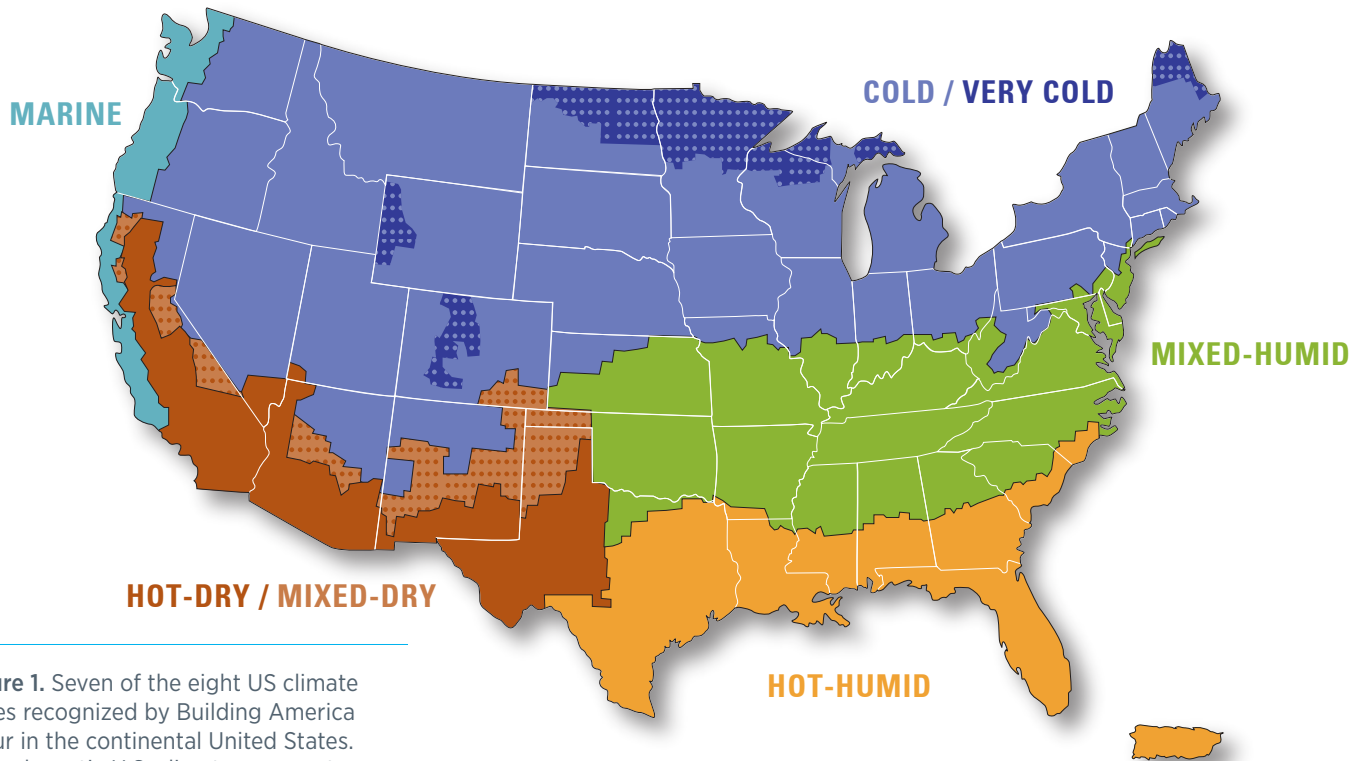 MARINE
COLD / VERY COLD
MIXED-HUMID
HOT-DRY / MIXED-DRY
HOT-HUMID
1. Seven of the eight US climate
recognized by Building America
in the continental United States.